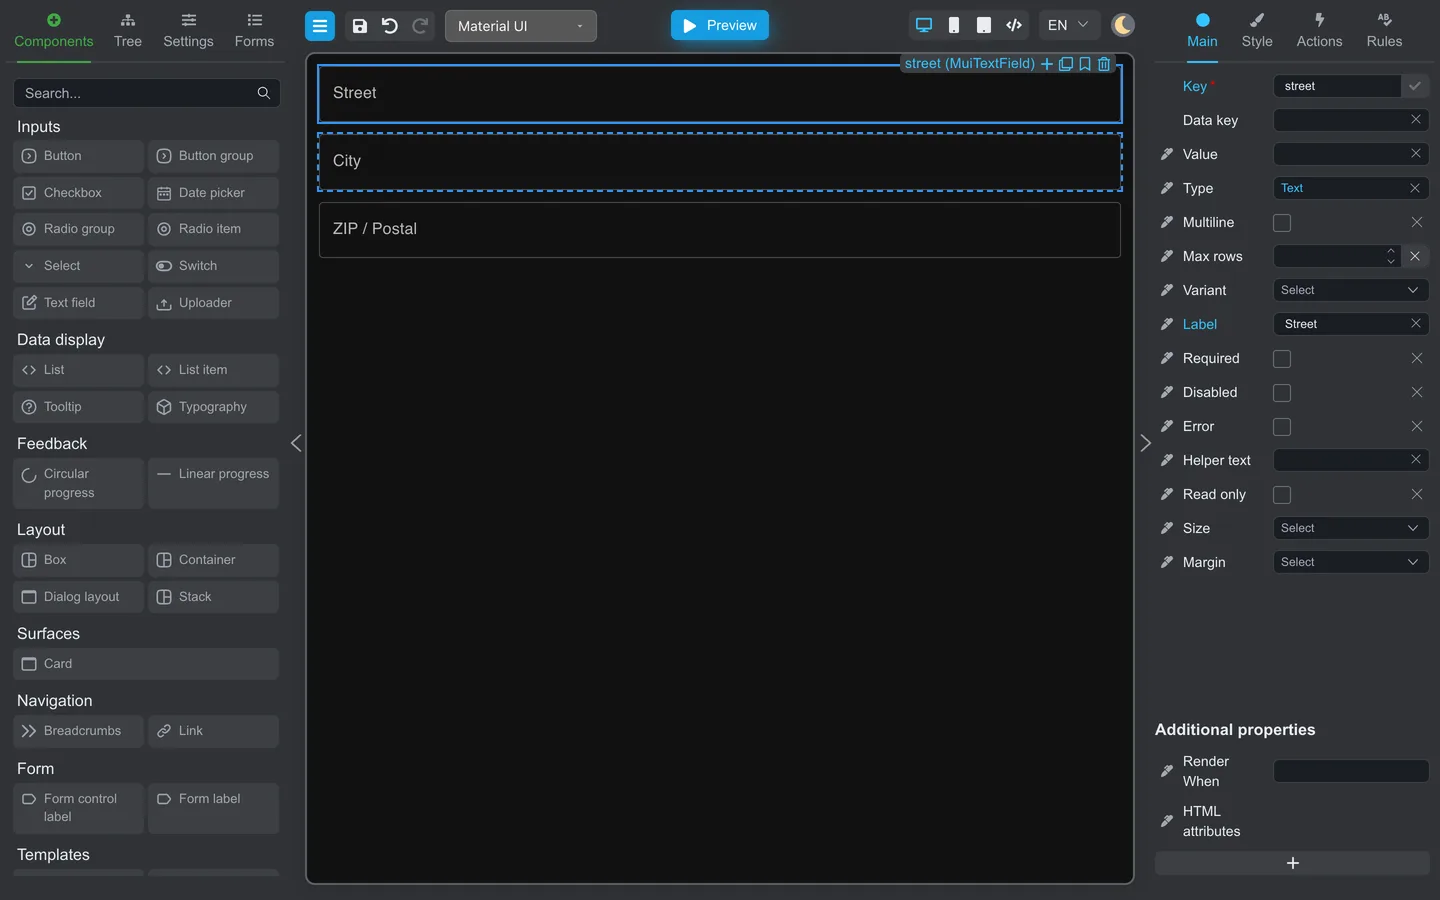 Components
Tree
Settings
Forms
Material UI
Preview
EN
Main
Style
Actions
Rules
Search...
Inputs
Button
Button group
Checkbox
Date picker
Radio group
Radio item
Select
Switch
Text field
Uploader
Data display
List
List item
Tooltip
Typography
Feedback
Circular
progress
Linear progress
Layout
Box
Container
Dialog layout
Stack
Surfaces
Card
Navigation
Breadcrumbs
Link
Form
Form control
label
Form label
Templates
street (MuiTextField)
Street
City
ZIP / Postal
Key* street
Data key
Value
Type Text
Multiline
Max rows
Variant Select
Label Street
Required
Disabled
Error
Helper text
Read only
Size Select
Margin Select
Additional properties
Render
When
HTML
attributes